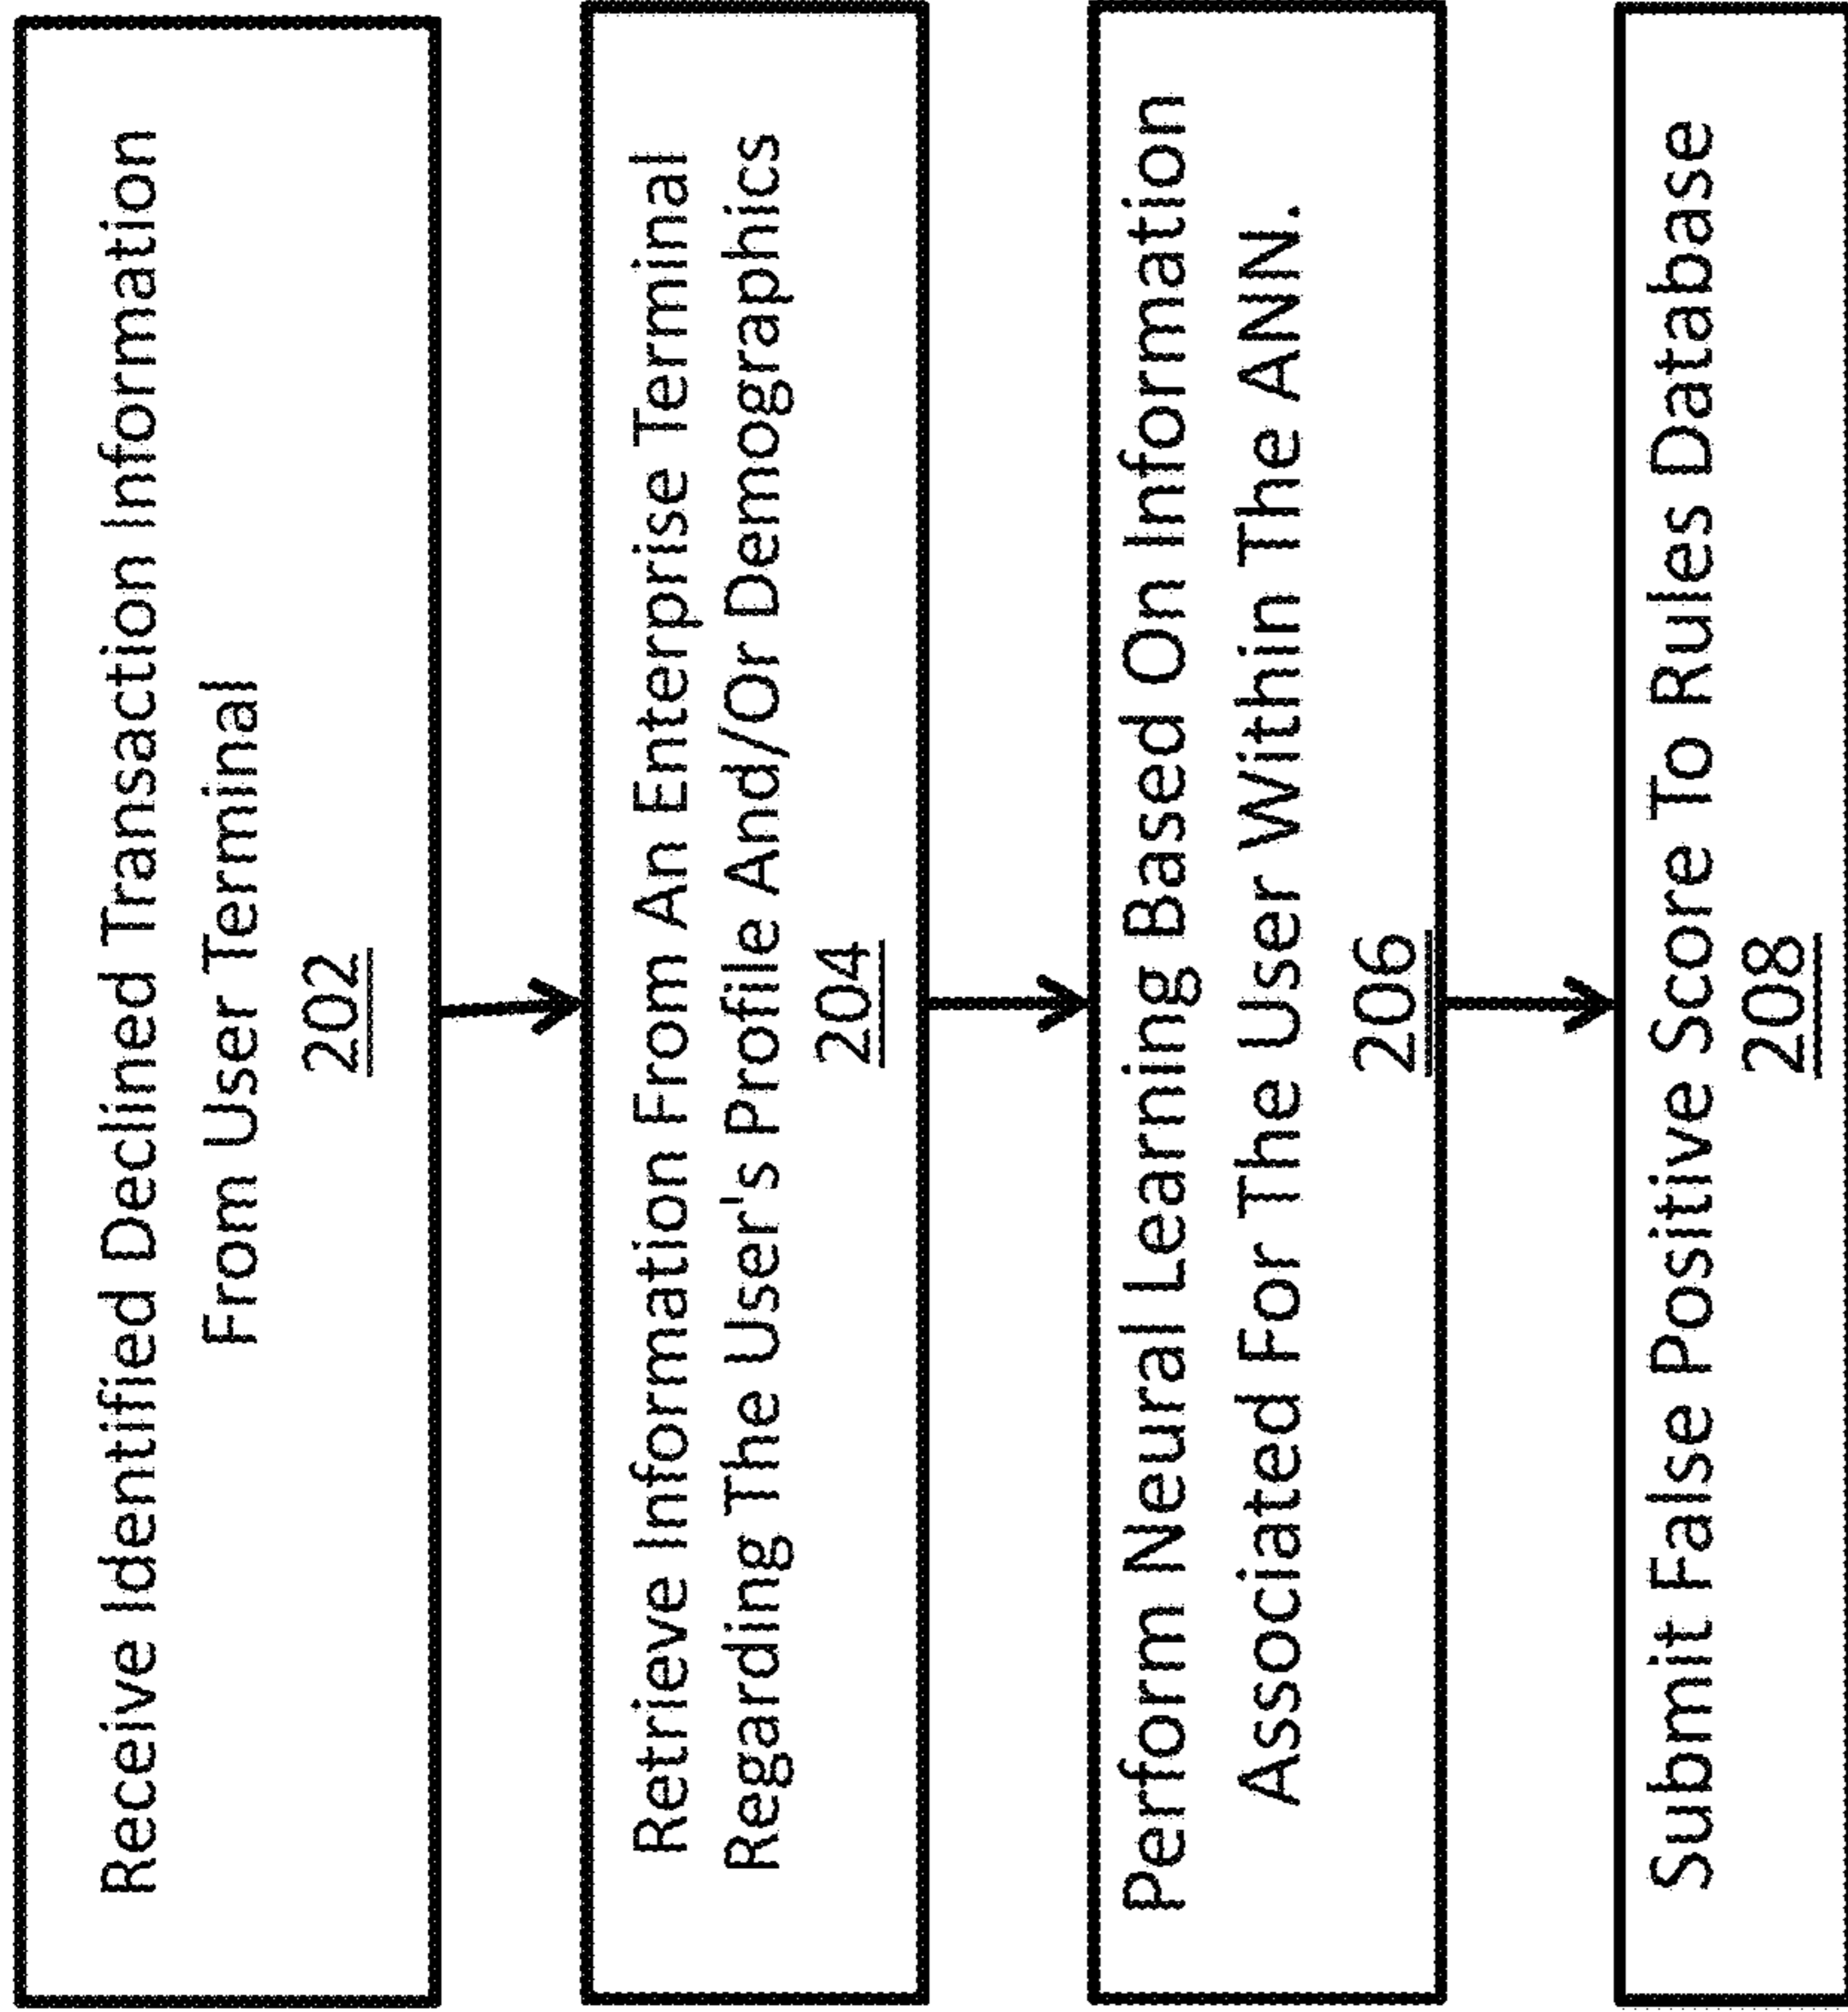 Receive Identified Declined Transaction Information
From User Terminal
202
Retrieve Information From An Enterprise Terminal
Regarding The User's Profile And/Or Demographics
204
Perform Neural Learning Based On Information
Associated For The User Within The ANN.
206
Submit False Positive Score To Rules Database
208